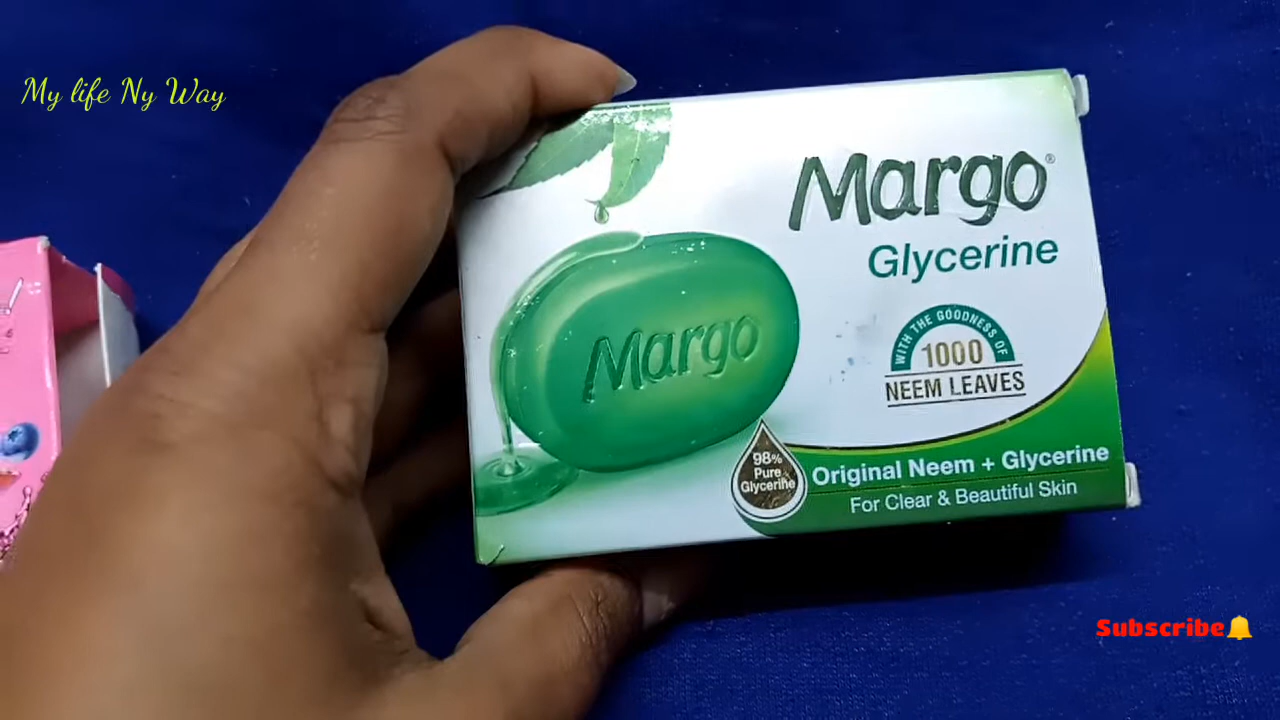 My life Ny Way
Margo®
Glycerine
WITH THE GOODNESS OF
1000
NEEM LEAVES
Margo
98%
Pure
Glycerine
Original Neem + Glycerine
For Clear & Beautiful Skin
Subscribe